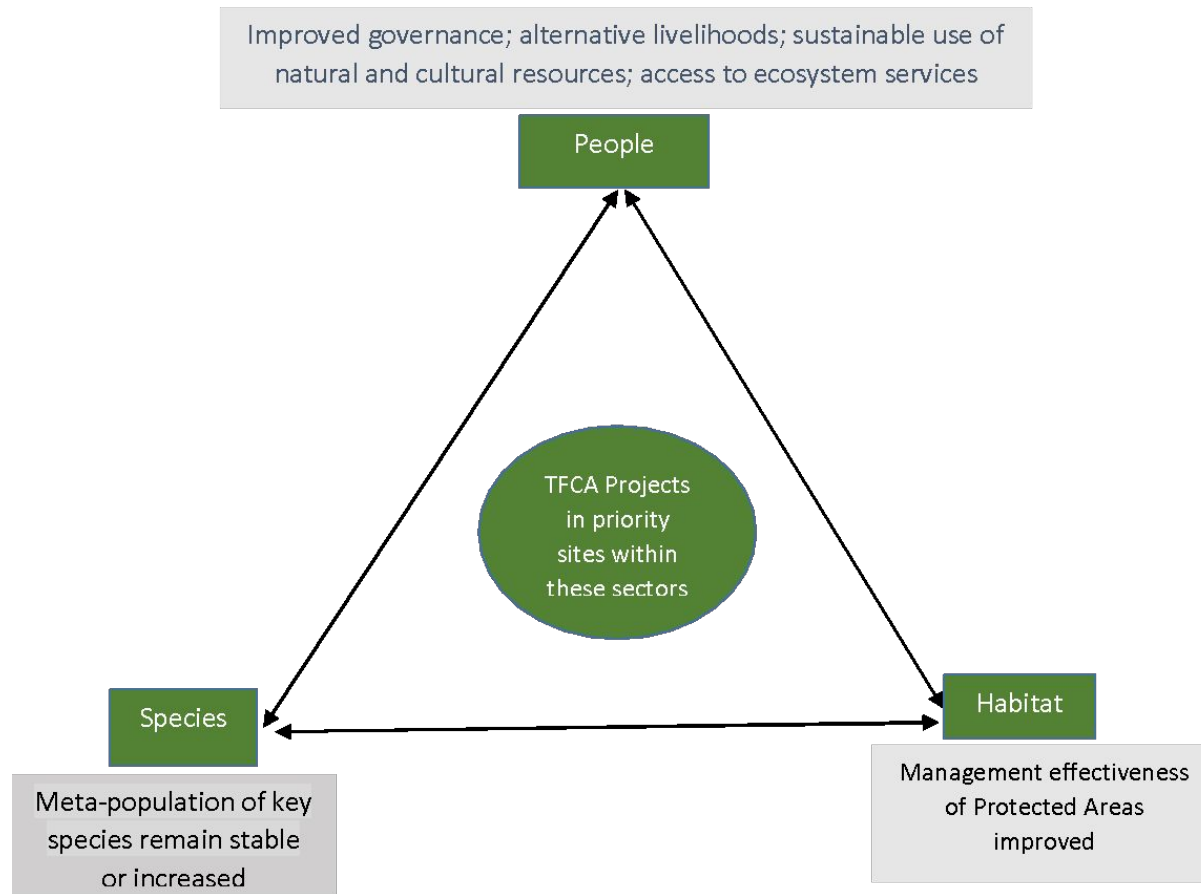 Improved governance; alternative livelihoods; sustainable use of
natural and cultural resources; access to ecosystem services
People
TFCA Projects
in priority
sites within
these sectors
Species
Habitat
Meta-population of key
species remain stable
or increased
Management effectiveness
of Protected Areas
improved